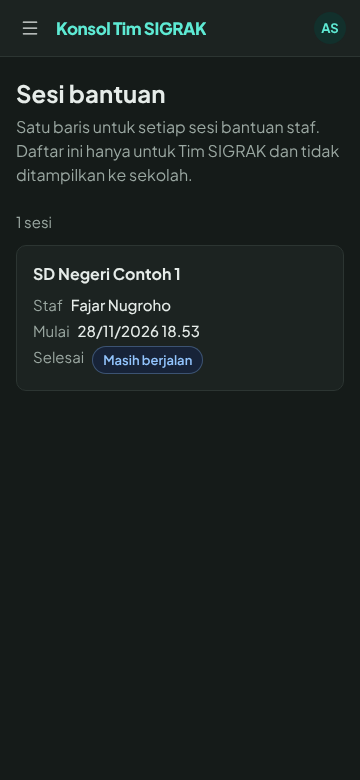 Konsol Tim SIGRAK
AS
Sesi bantuan
Satu baris untuk setiap sesi bantuan staf.
Daftar ini hanya untuk Tim SIGRAK dan tidak
ditampilkan ke sekolah.
1 sesi
SD Negeri Contoh 1
Staf Fajar Nugroho
Mulai 28/11/2026 18.53
Selesai Masih berjalan